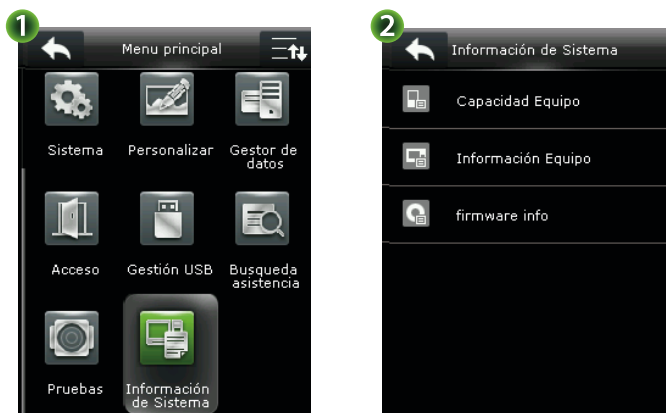 1
Menu principal
Sistema
Personalizar
Gestor de
datos
Acceso
Gestión USB
Busqueda
asistencia
Pruebas
Información
de Sistema
2
Información de Sistema
Capacidad Equipo
Información Equipo
firmware info